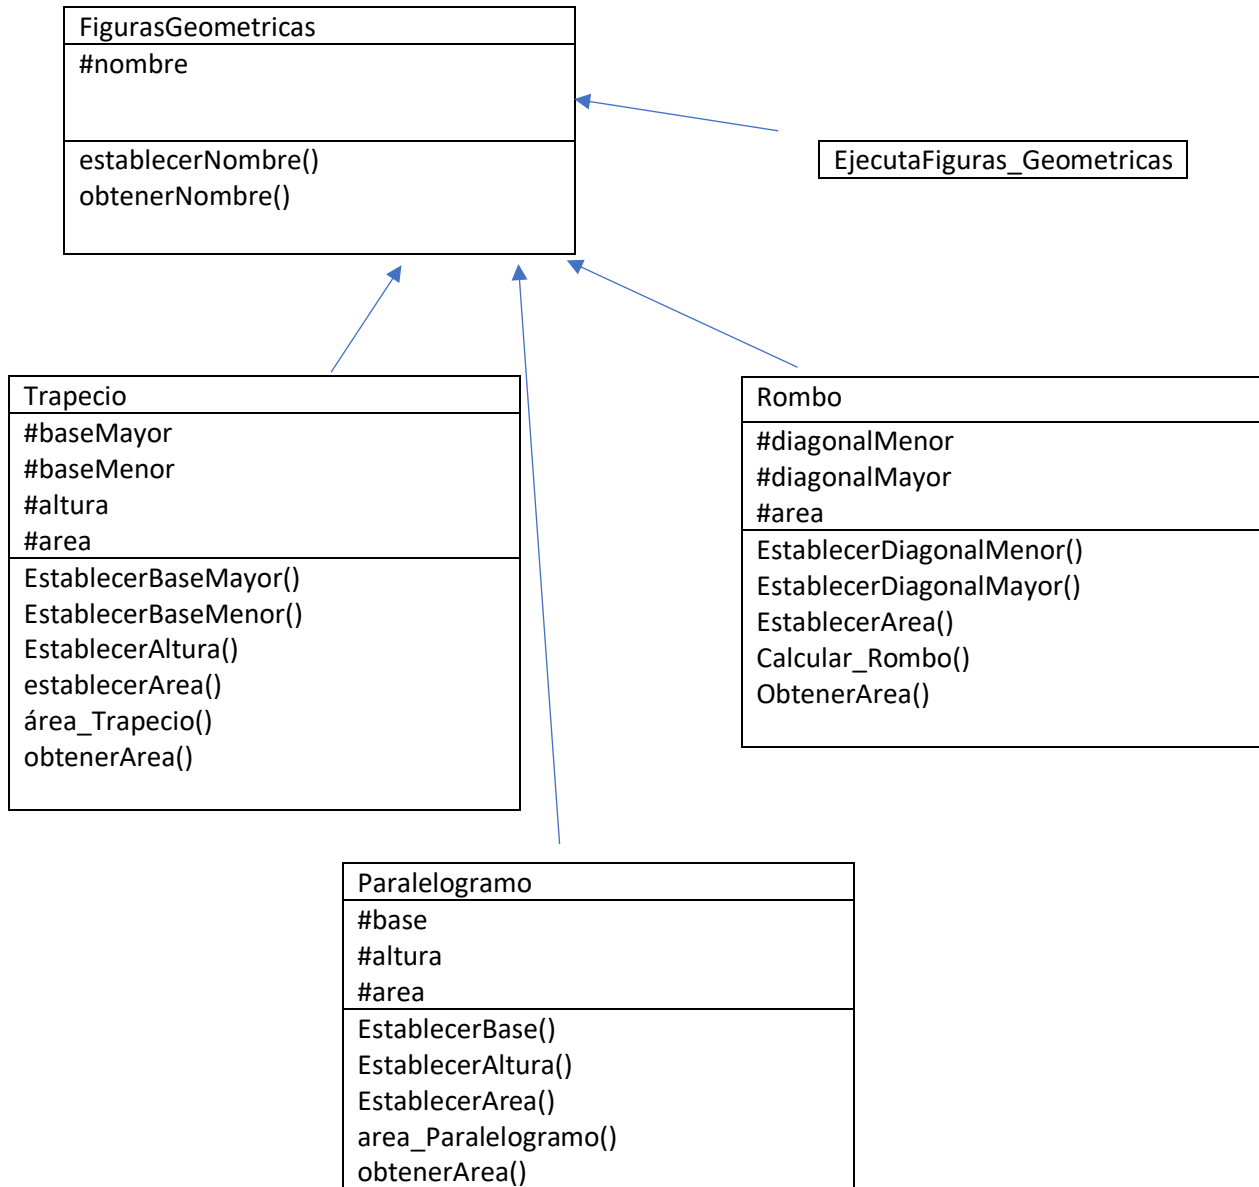 FigurasGeometricas
#nombre
establecerNombre()
obtenerNombre()
EjecutaFiguras_Geometricas
Trapecio
#baseMayor
#baseMenor
#altura
#area
EstablecerBaseMayor()
EstablecerBaseMenor()
EstablecerAltura()
establecerArea()
área_Trapecio()
obtenerArea()
Rombo
#diagonalMenor
#diagonalMayor
#area
EstablecerDiagonalMenor()
EstablecerDiagonalMayor()
EstablecerArea()
Calcular_Rombo()
ObtenerArea()
Paralelogramo
#base
#altura
#area
EstablecerBase()
EstablecerAltura()
EstablecerArea()
area_Paralelogramo()
obtenerArea()